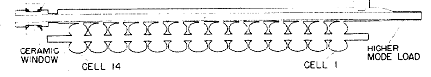 CERAMIC
WINDOW
CELL 14
CELL 1
HIGHER
MODE LOAD